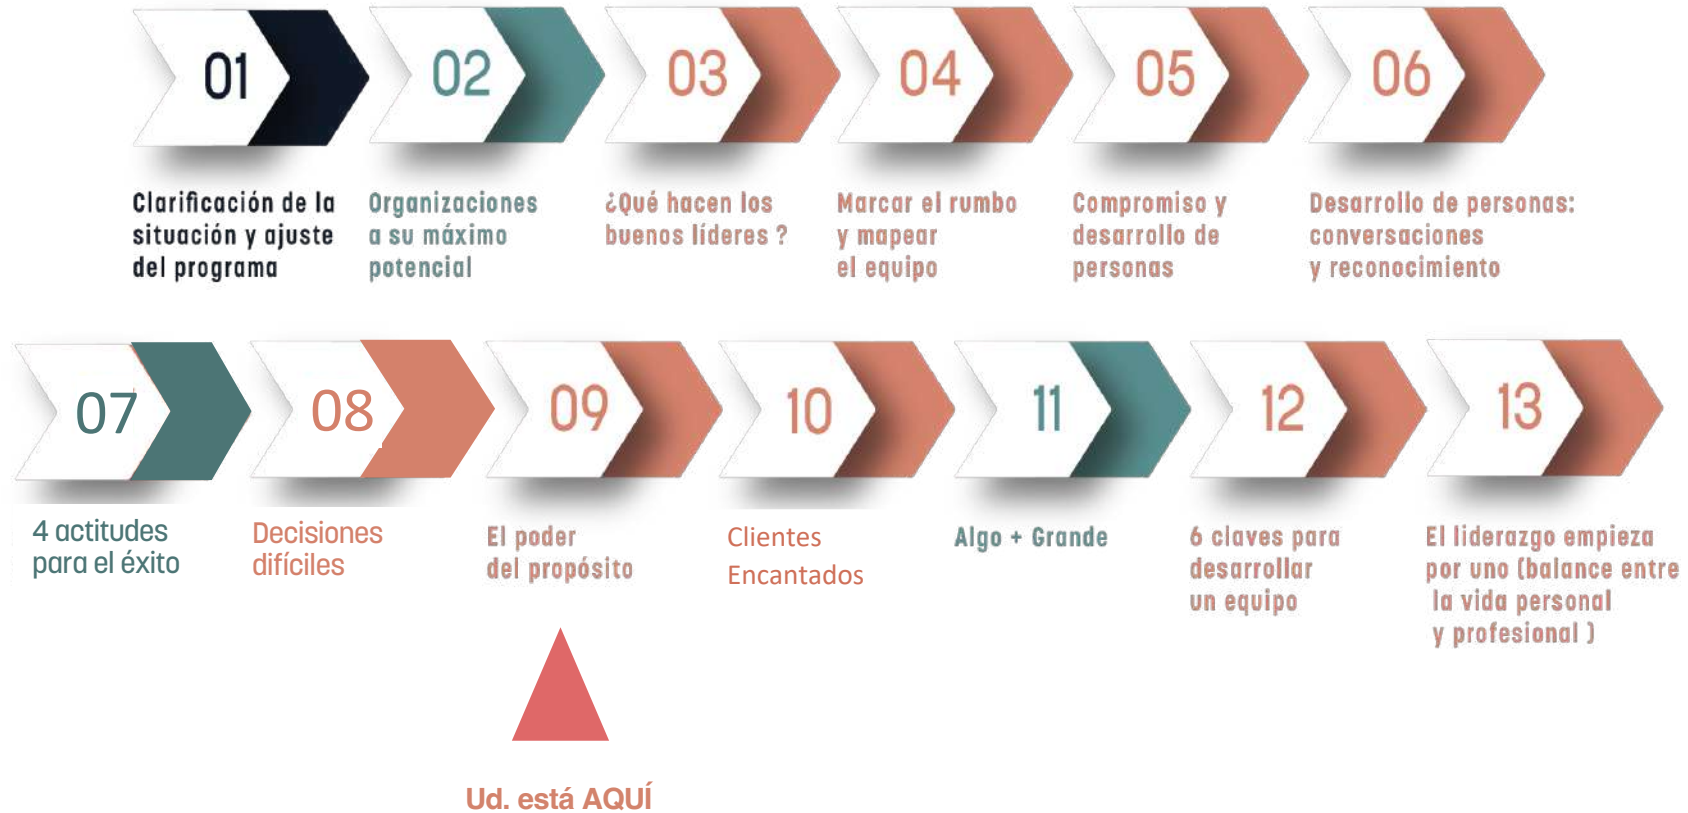 01
02
03
04
05
06
Clarificación de la
situación y ajuste
del programa
Organizaciones
a su máximo
potencial
¿Qué hacen los
buenos líderes ?
Marcar el rumbo
y mapear
el equipo
Compromiso y
desarrollo de
personas
Desarrollo de personas:
conversaciones
y reconocimiento
07
08
09
10
11
12
13
4 actitudes
para el éxito
Decisiones
difíciles
El poder
del propósito
Clientes
Encantados
Algo + Grande
6 claves para
desarrollar
un equipo
El liderazgo empieza
por uno (balance entre
la vida personal
y profesional )
Ud. está AQUÍ